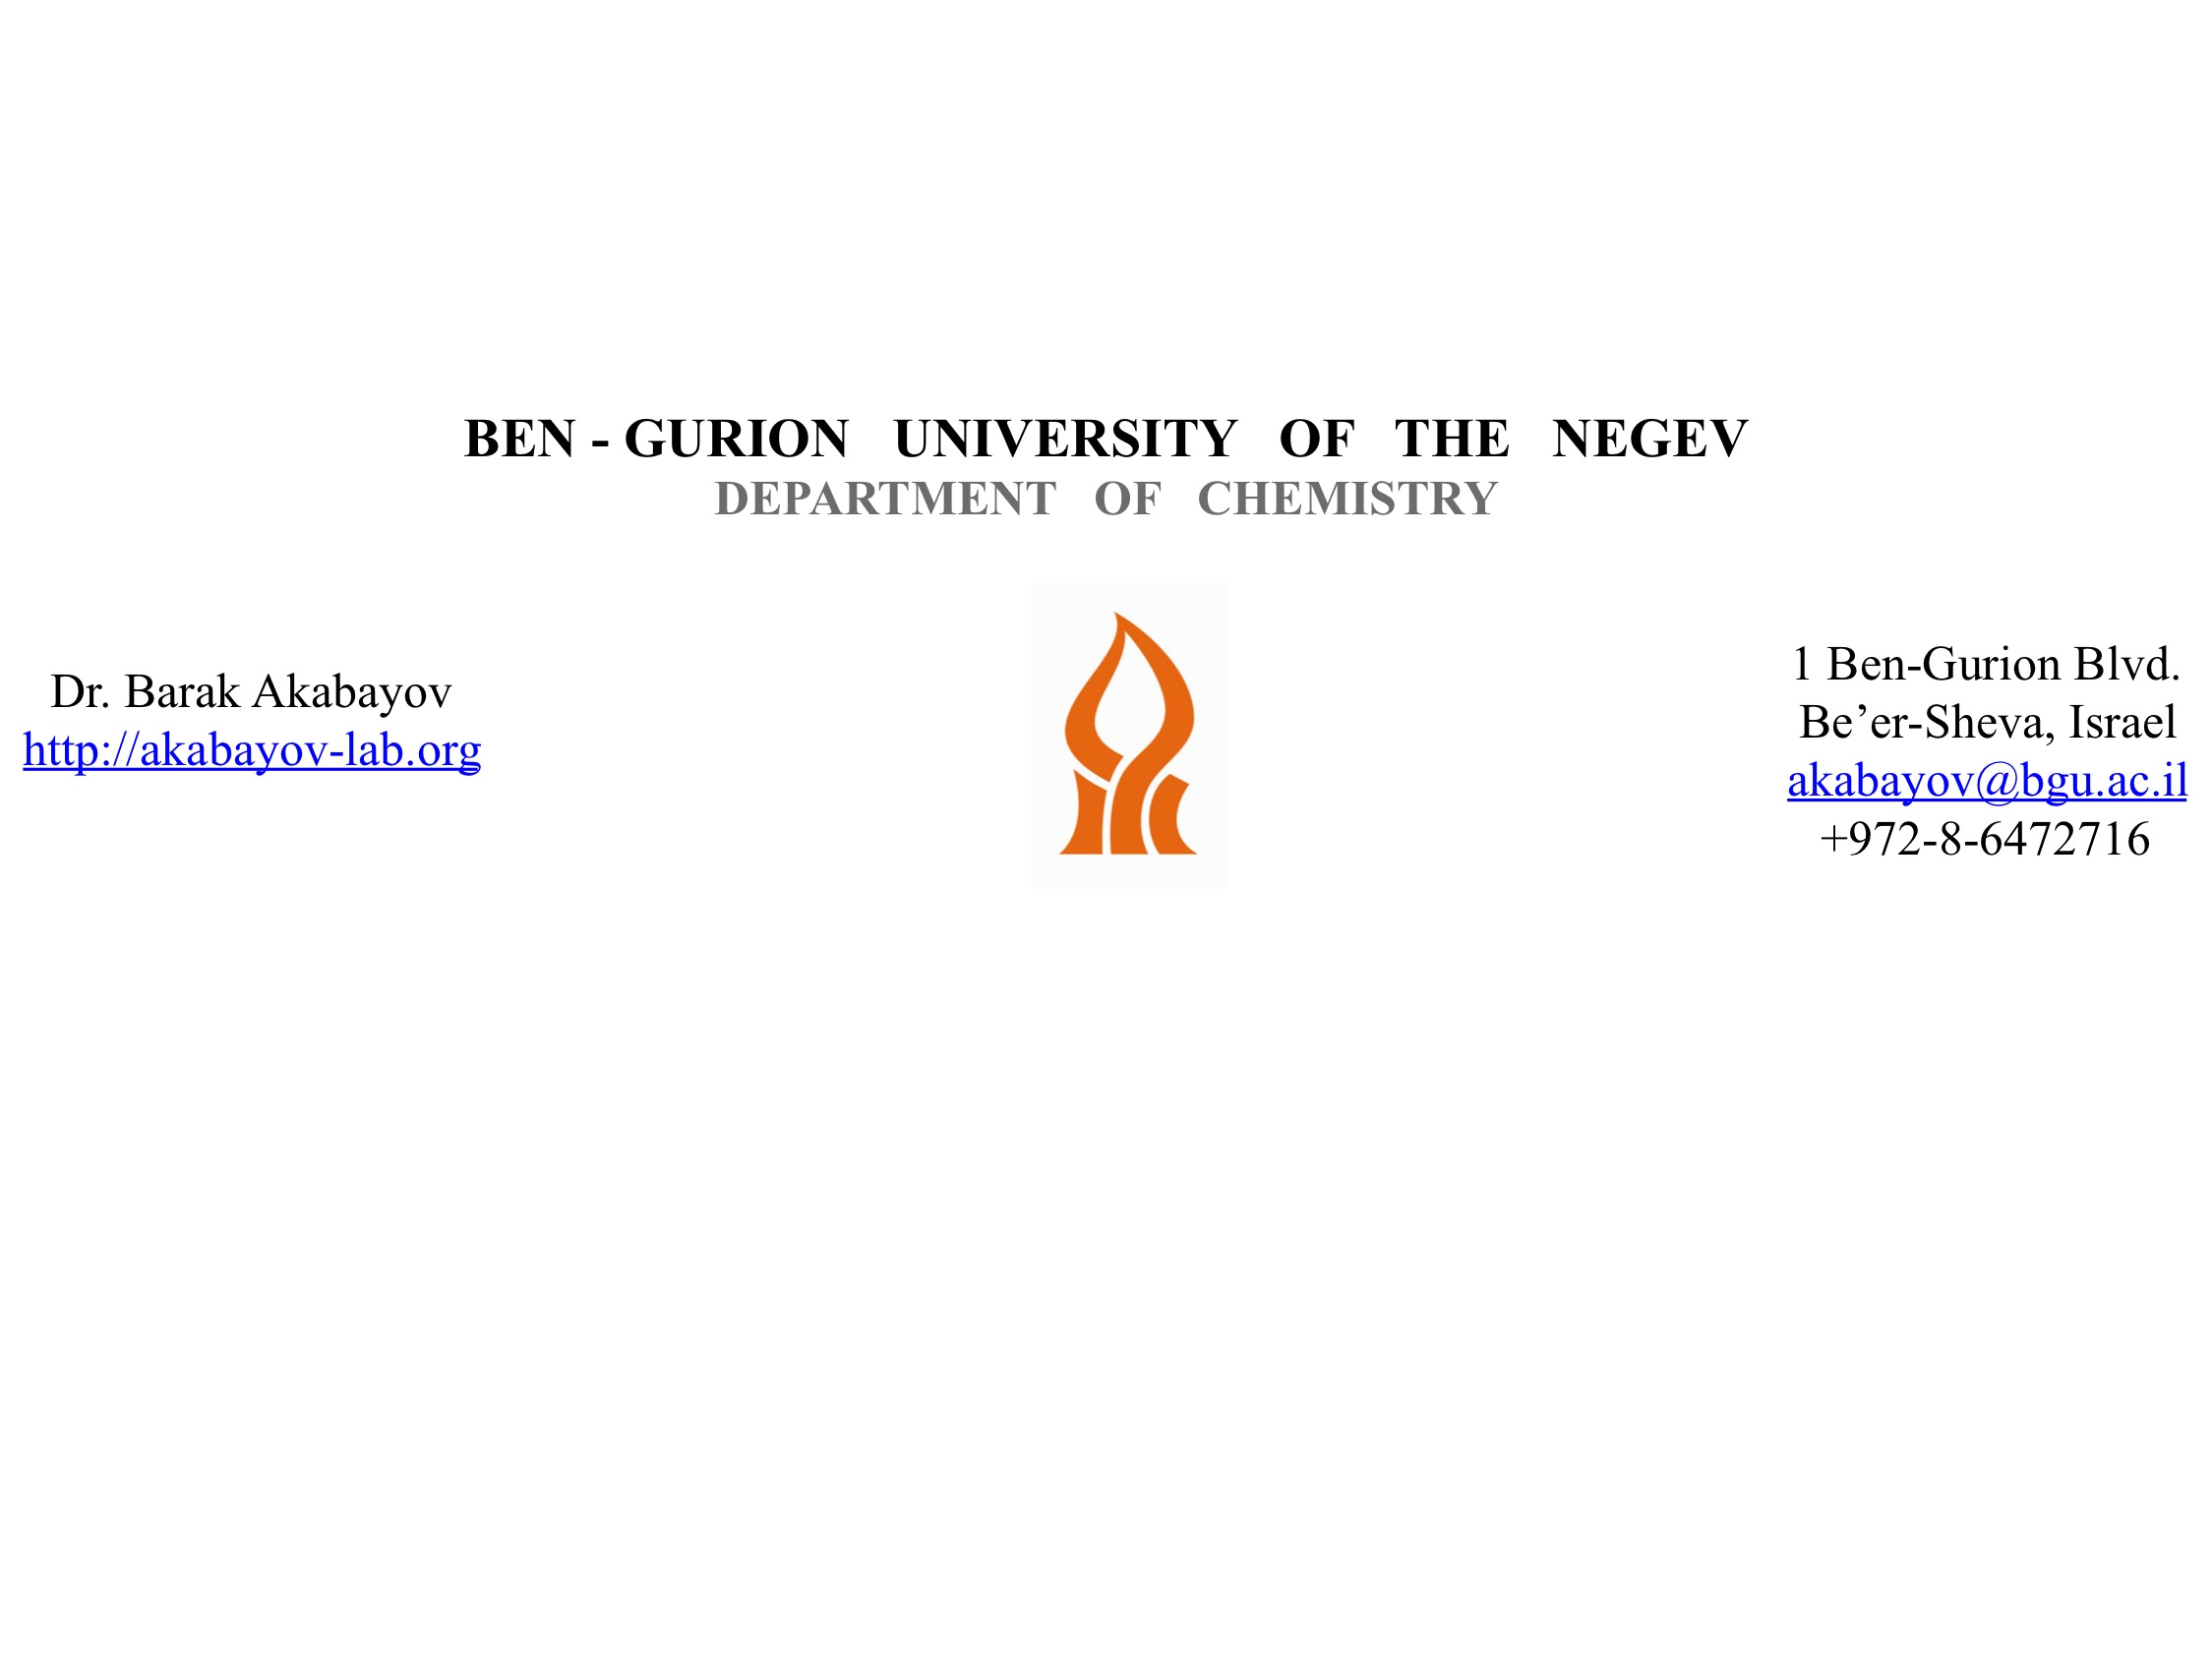 BEN - GURION UNIVERSITY OF THE NEGEV
DEPARTMENT OF CHEMISTRY
Dr. Barak Akabayov
http://akabayov-lab.org
1 Ben-Gurion Blvd.
Be’er-Sheva, Israel
akabayov@bgu.ac.il
+972-8-6472716